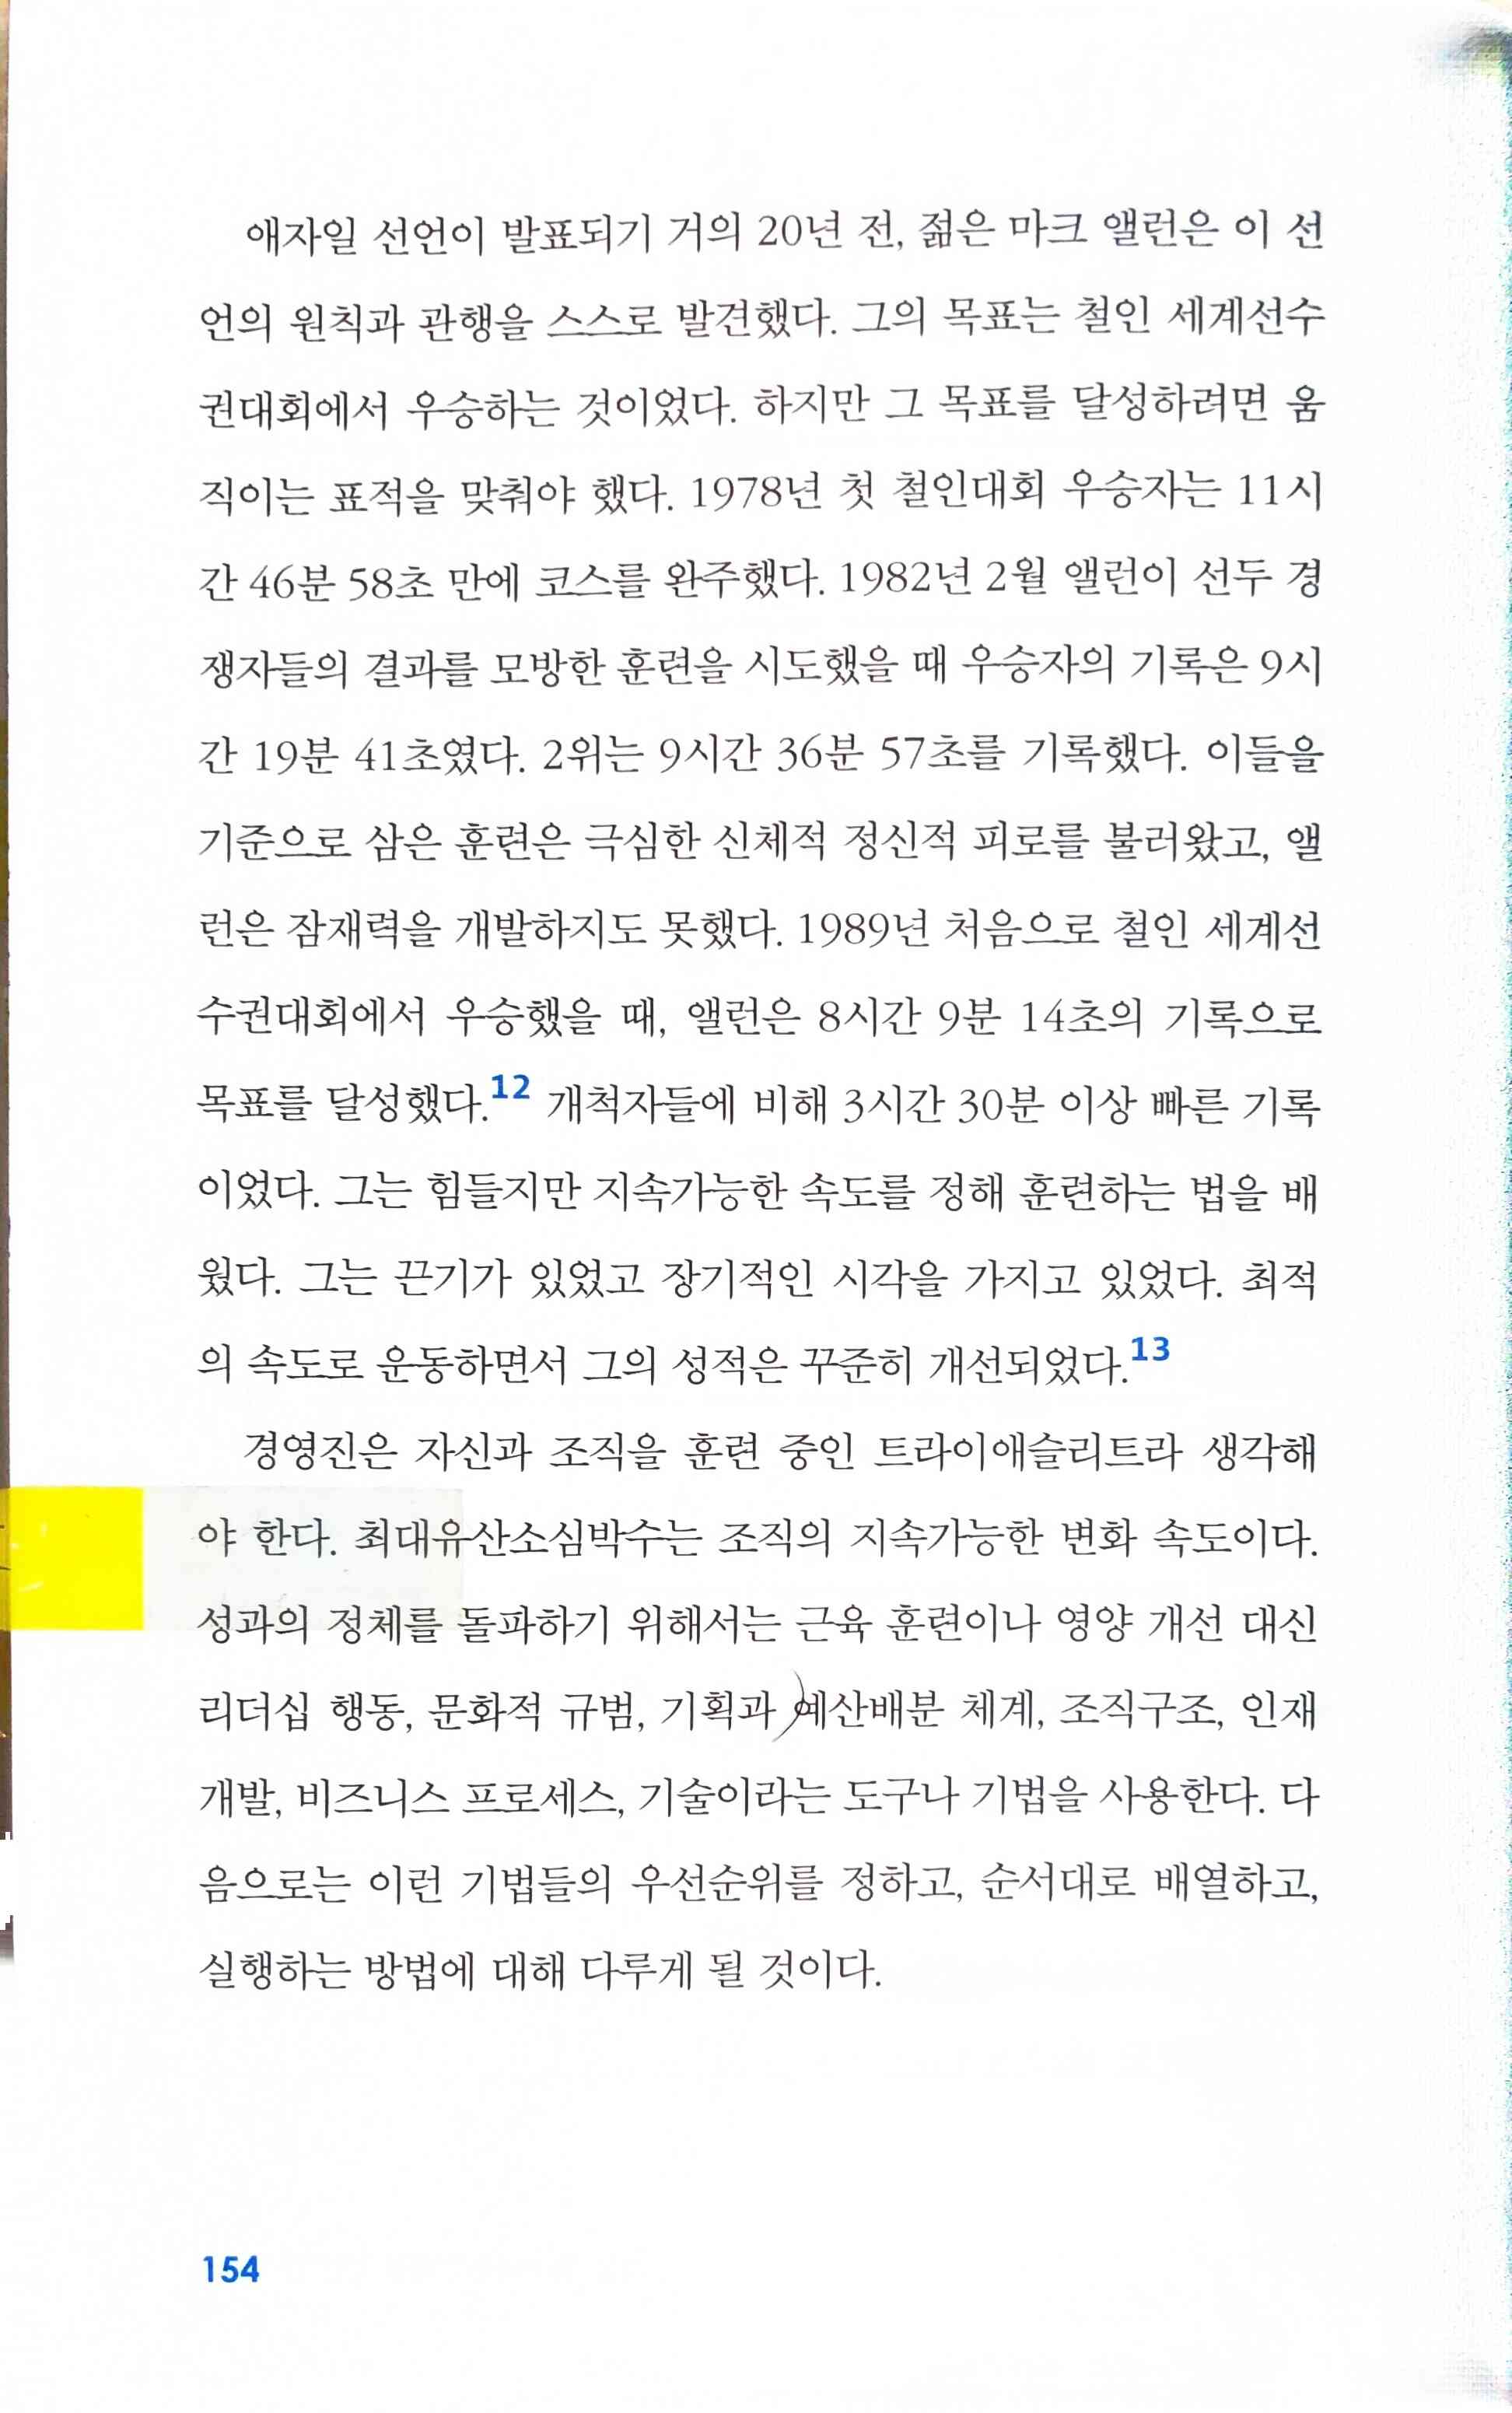 애자일 선언이 발표되기 거의 20년 전, 젊은 마크 앨런은 이 선
언의 원칙과 관행을 스스로 발견했다. 그의 목표는 철인 세계선수
권대회에서 우승하는 것이었다. 하지만 그 목표를 달성하려면 움
직이는 표적을 맞춰야 했다. 1978년 첫 철인대회 우승자는 11시
간 46분 58초 만에 코스를 완주했다. 1982년 2월 앨런이 선두 경
쟁자들의 결과를 모방한 훈련을 시도했을 때 우승자의 기록은 9시
간 19분 41초였다. 2위는 9시간 36분 57초를 기록했다. 이들을
기준으로 삼은 훈련은 극심한 신체적 정신적 피로를 불러왔고, 앨
런은 잠재력을 개발하지도 못했다. 1989년 처음으로 철인 세계선
수권대회에서 우승했을 때, 앨런은 8시간 9분 14초의 기록으로
목표를 달성했다.12 개척자들에 비해 3시간 30분 이상 빠른 기록
이었다. 그는 힘들지만 지속가능한 속도를 정해 훈련하는 법을 배
웠다. 그는 끈기가 있었고 장기적인 시각을 가지고 있었다. 최적
의 속도로 운동하면서 그의 성적은 꾸준히 개선되었다.13
경영진은 자신과 조직을 훈련 중인 트라이애슬리트라 생각해
야 한다. 최대유산소심박수는 조직의 지속가능한 변화 속도이다.
성과의 정체를 돌파하기 위해서는 근육 훈련이나 영양 개선 대신
리더십 행동, 문화적 규범, 기획과 예산배분 체계, 조직구조, 인재
개발, 비즈니스 프로세스, 기술이라는 도구나 기법을 사용한다. 다
음으로는 이런 기법들의 우선순위를 정하고, 순서대로 배열하고,
실행하는 방법에 대해 다루게 될 것이다.
154